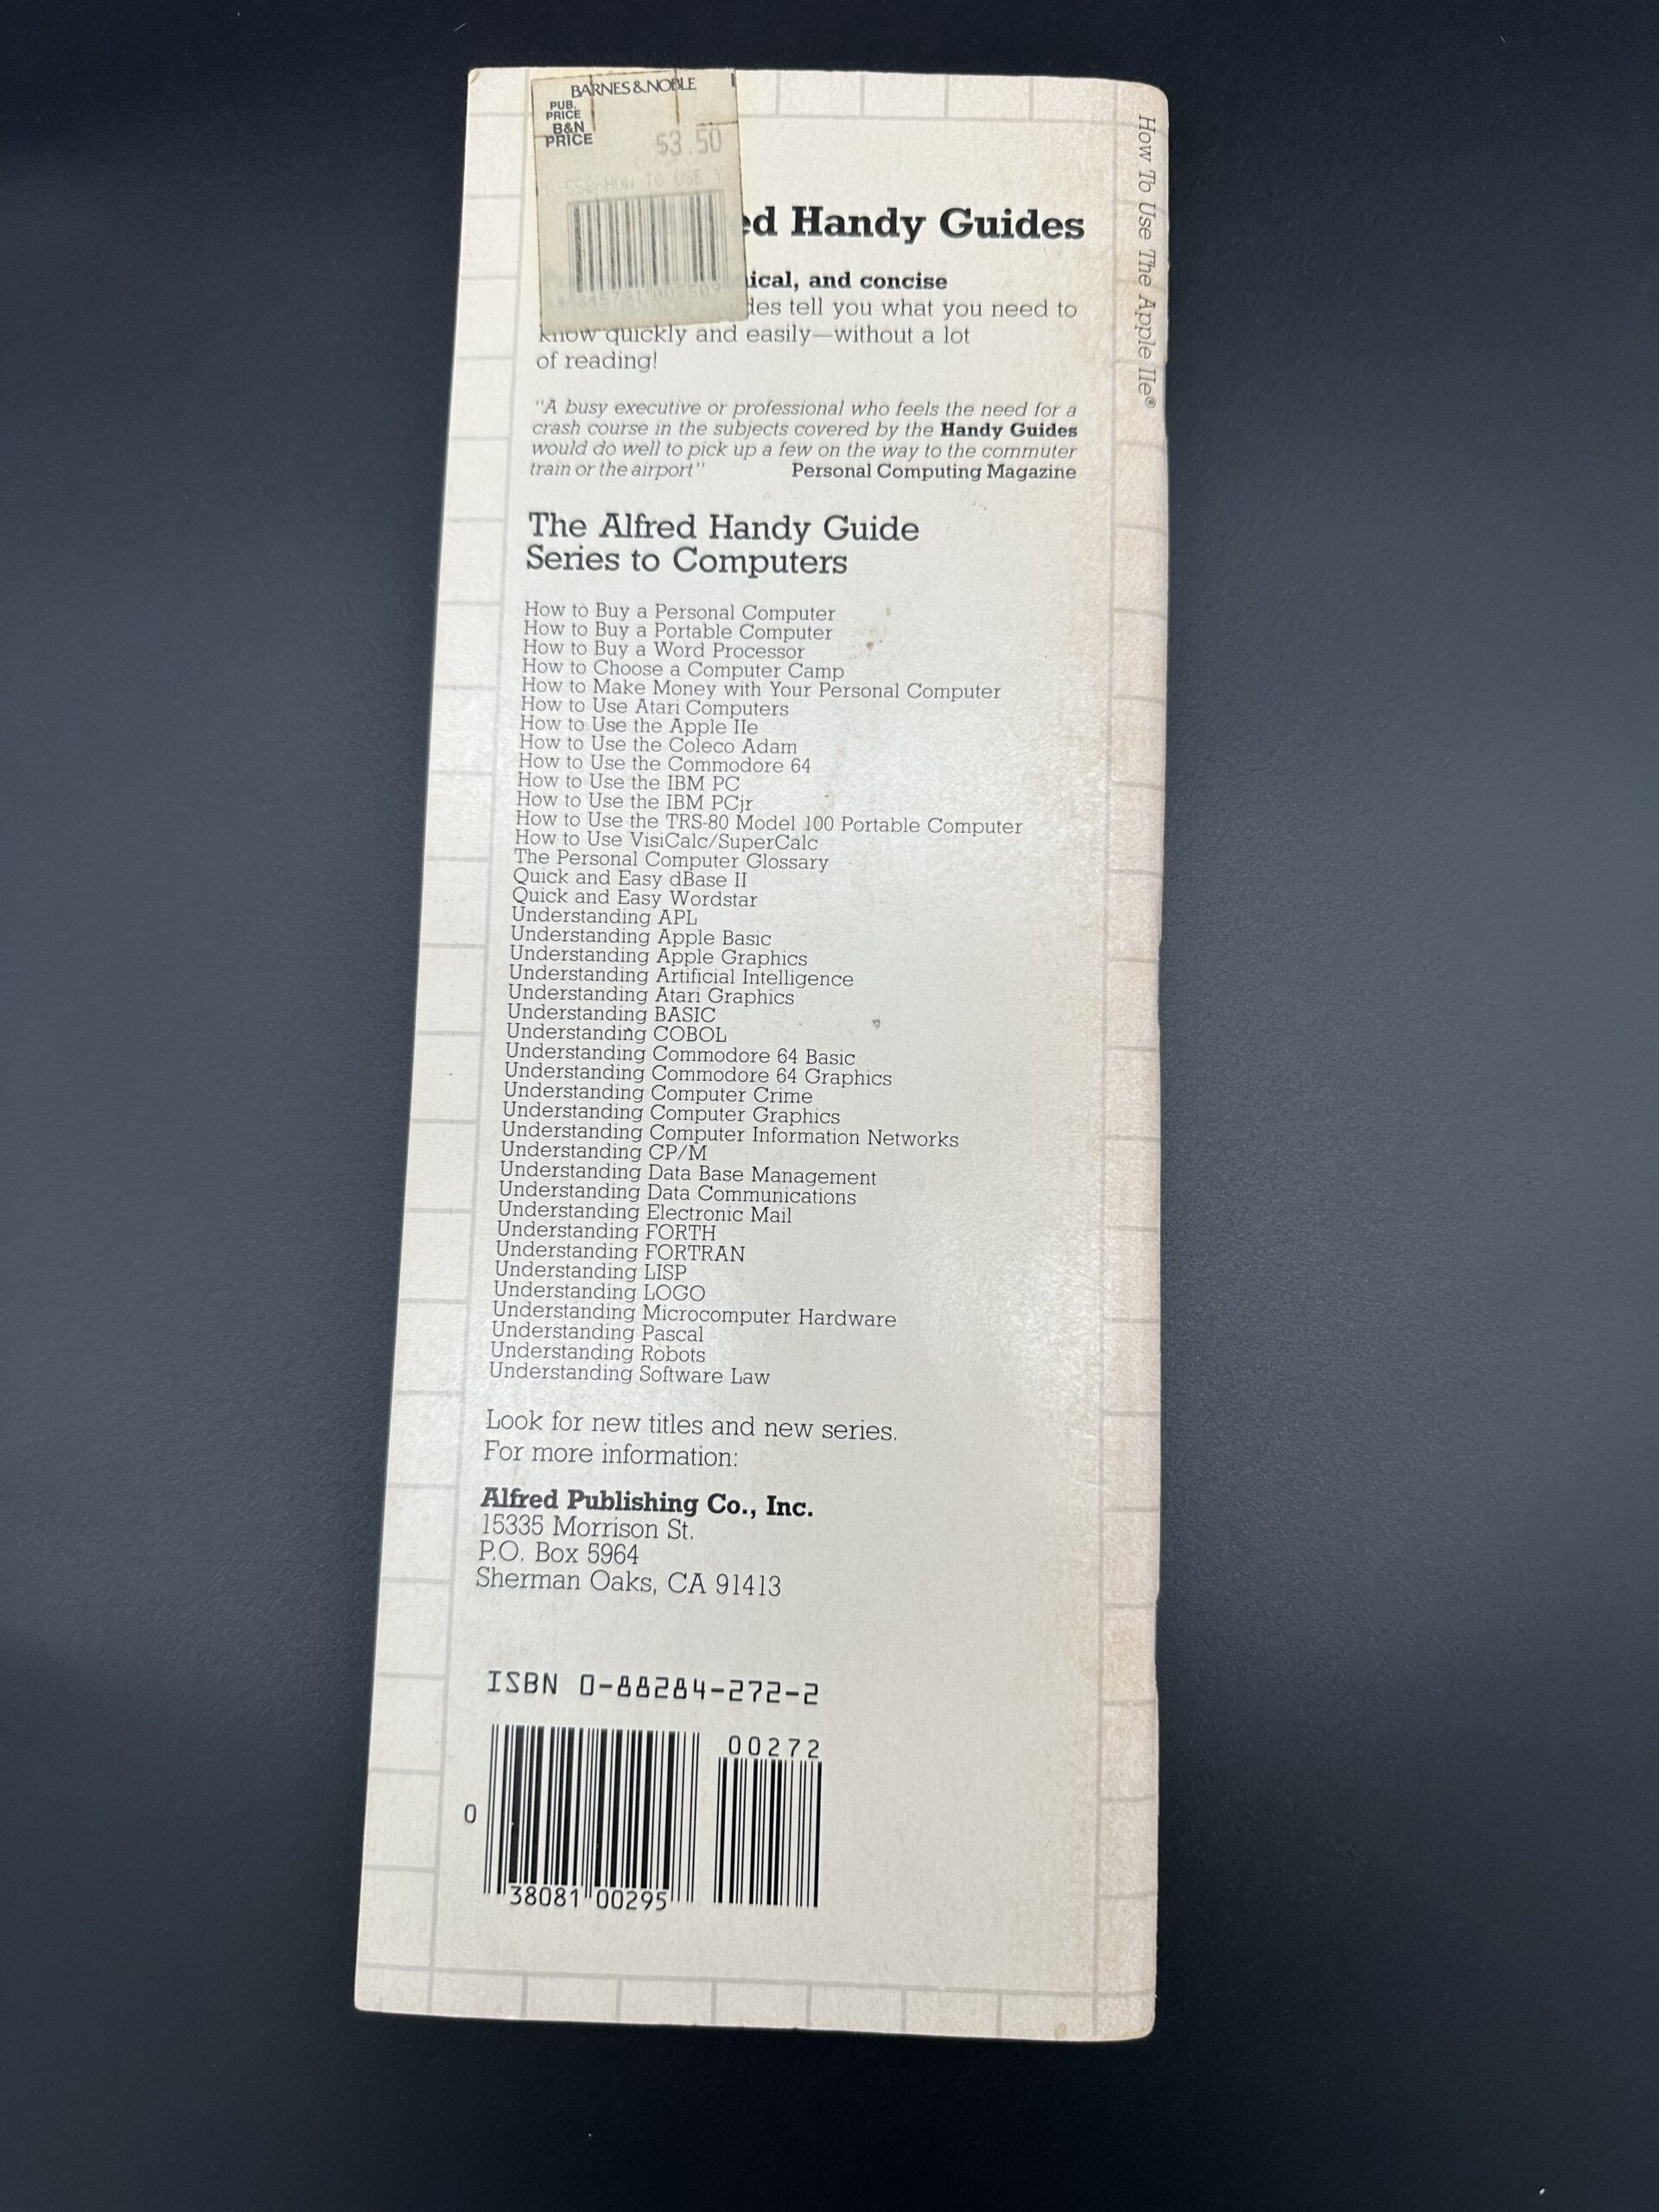 BARNES & NOBLE
PUB.
PRICE
B&N
PRICE
$3.50
HOW TO USE
ed Handy Guides
ical, and concise
des tell you what you need to
know quickly and easily—without a lot
of reading!
"A busy executive or professional who feels the need for a
crash course in the subjects covered by the Handy Guides
would do well to pick up a few on the way to the commuter
train or the airport" Personal Computing Magazine
The Alfred Handy Guide
Series to Computers
How to Buy a Personal Computer
How to Buy a Portable Computer
How to Buy a Word Processor
How to Choose a Computer Camp
How to Make Money with Your Personal Computer
How to Use Atari Computers
How to Use the Apple IIe
How to Use the Coleco Adam
How to Use the Commodore 64
How to Use the IBM PC
How to Use the IBM PCjr
How to Use the TRS-80 Model 100 Portable Computer
How to Use VisiCalc/SuperCalc
The Personal Computer Glossary
Quick and Easy dBase II
Quick and Easy Wordstar
Understanding APL
Understanding Apple Basic
Understanding Apple Graphics
Understanding Artificial Intelligence
Understanding Atari Graphics
Understanding BASIC
Understanding COBOL
Understanding Commodore 64 Basic
Understanding Commodore 64 Graphics
Understanding Computer Crime
Understanding Computer Graphics
Understanding Computer Information Networks
Understanding CP/M
Understanding Data Base Management
Understanding Data Communications
Understanding Electronic Mail
Understanding FORTH
Understanding FORTRAN
Understanding LISP
Understanding LOGO
Understanding Microcomputer Hardware
Understanding Pascal
Understanding Robots
Understanding Software Law
Look for new titles and new series.
For more information:
Alfred Publishing Co., Inc.
15335 Morrison St.
P.O. Box 5964
Sherman Oaks, CA 91413
ISBN 0-88284-272-2
00272
0
38081 00295
How To Use The Apple IIe®